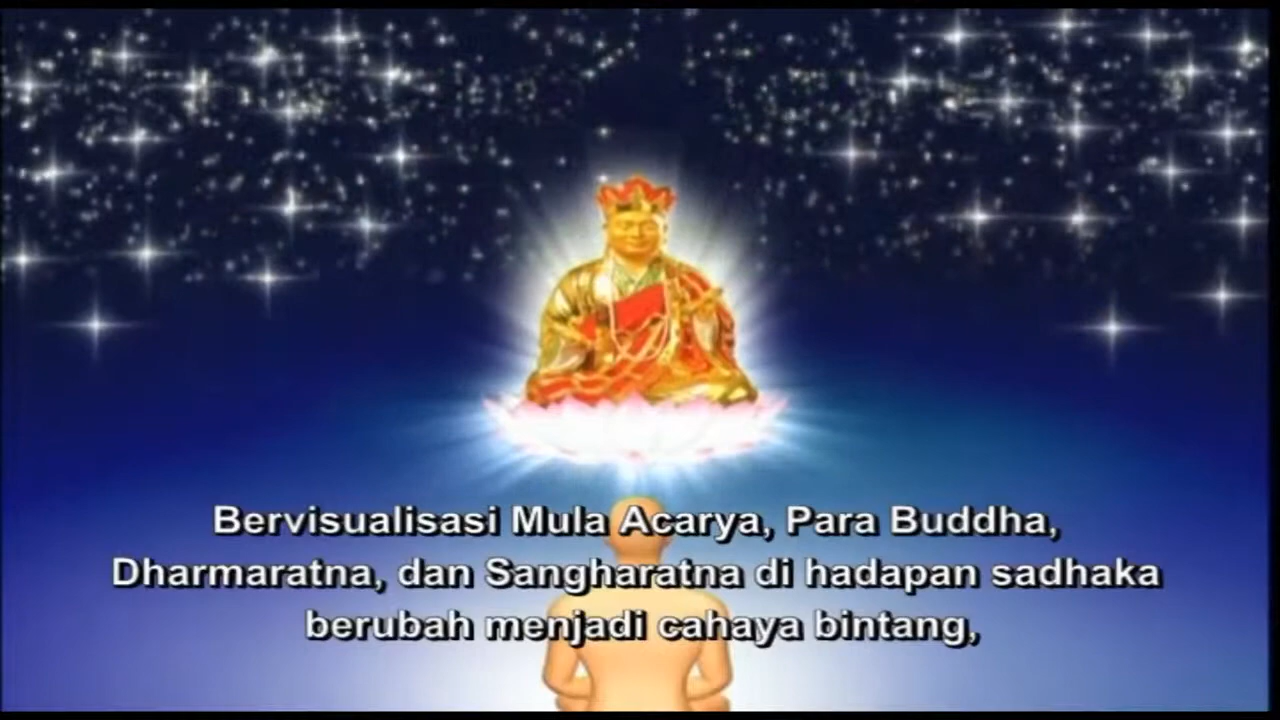 Bervisualisasi Mula Acarya, Para Buddha,
Dharmaratna, dan Sangharatna di hadapan sadhaka
berubah menjadi cahaya bintang,